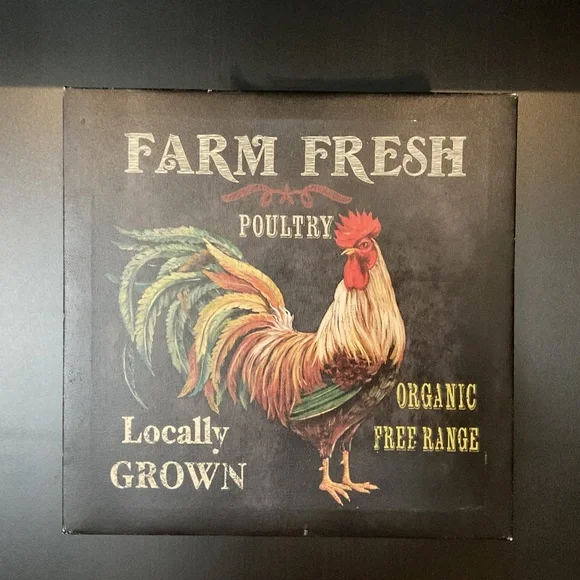 FARM FRESH
POULTRY
ORGANIC
FREE RANGE
Locally
GROWN